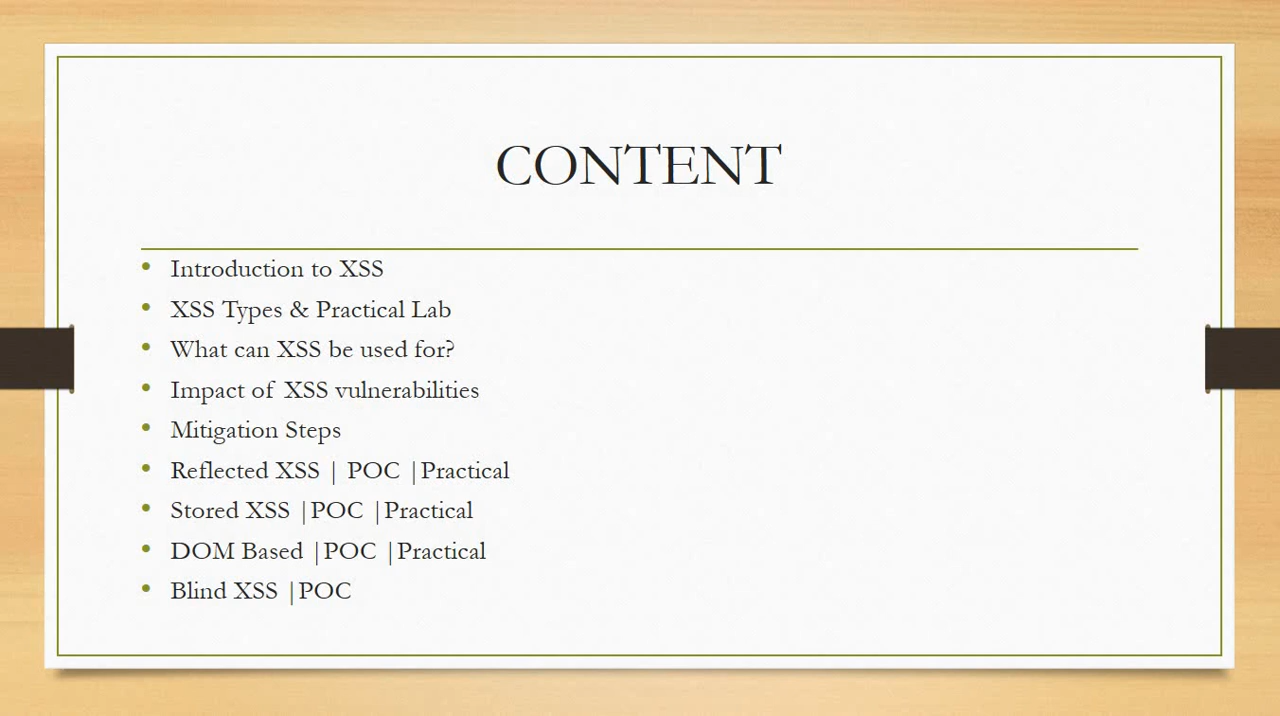 CONTENT
Introduction to XSS
XSS Types & Practical Lab
What can XSS be used for?
Impact of XSS vulnerabilities
Mitigation Steps
Reflected XSS | POC |Practical
Stored XSS |POC |Practical
DOM Based |POC |Practical
Blind XSS |POC